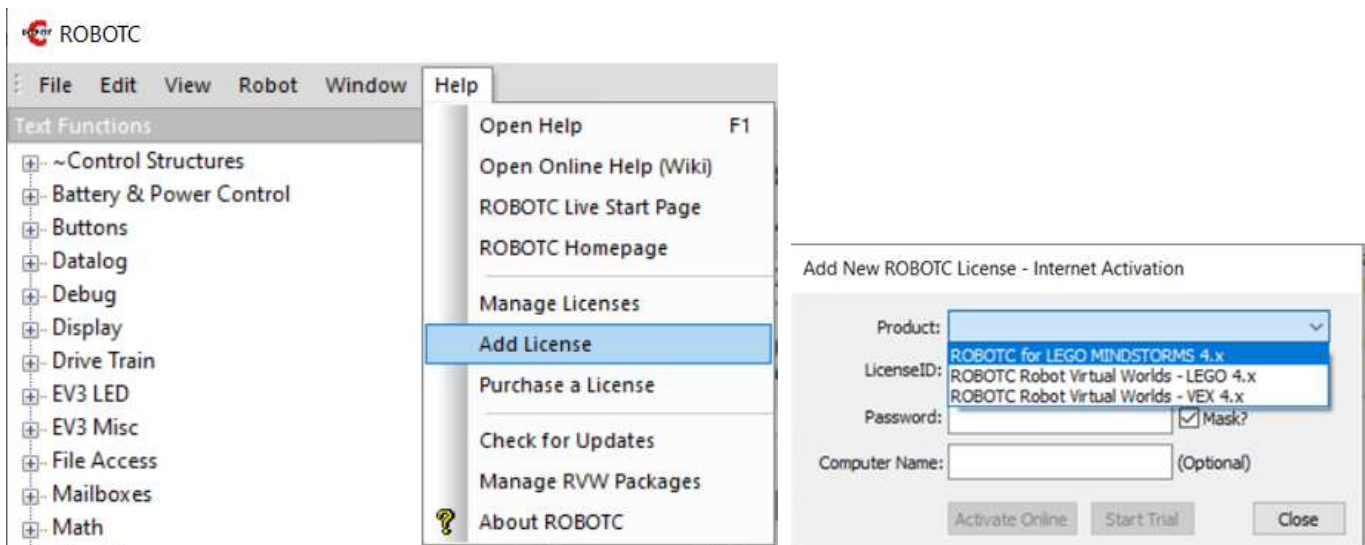 ROBOTC
File Edit View Robot Window Help
Text Functions
~Control Structures
Battery & Power Control
Buttons
Datalog
Debug
Display
Drive Train
EV3 LED
EV3 Misc
File Access
Mailboxes
Math
Open Help F1
Open Online Help (Wiki)
ROBOTC Live Start Page
ROBOTC Homepage
Manage Licenses
Add License
Purchase a License
Check for Updates
Manage RVW Packages
About ROBOTC
Add New ROBOTC License - Internet Activation
Product:
ROBOTC for LEGO MINDSTORMS 4.x
LicenseID:
ROBOTC Robot Virtual Worlds - LEGO 4.x
ROBOTC Robot Virtual Worlds - VEX 4.x
Password: Mask?
Computer Name: (Optional)
Activate Online Start Trial Close